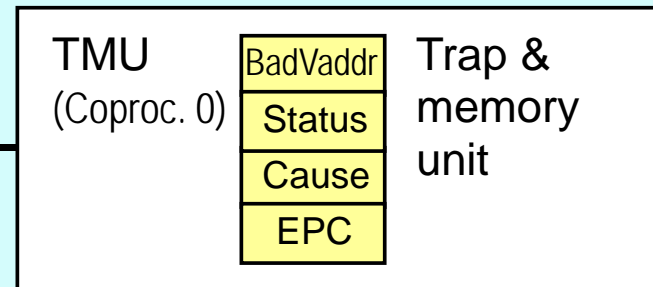 TMU
(Coproc. 0)
BadVaddr
Status
Cause
EPC
Trap &
memory
unit